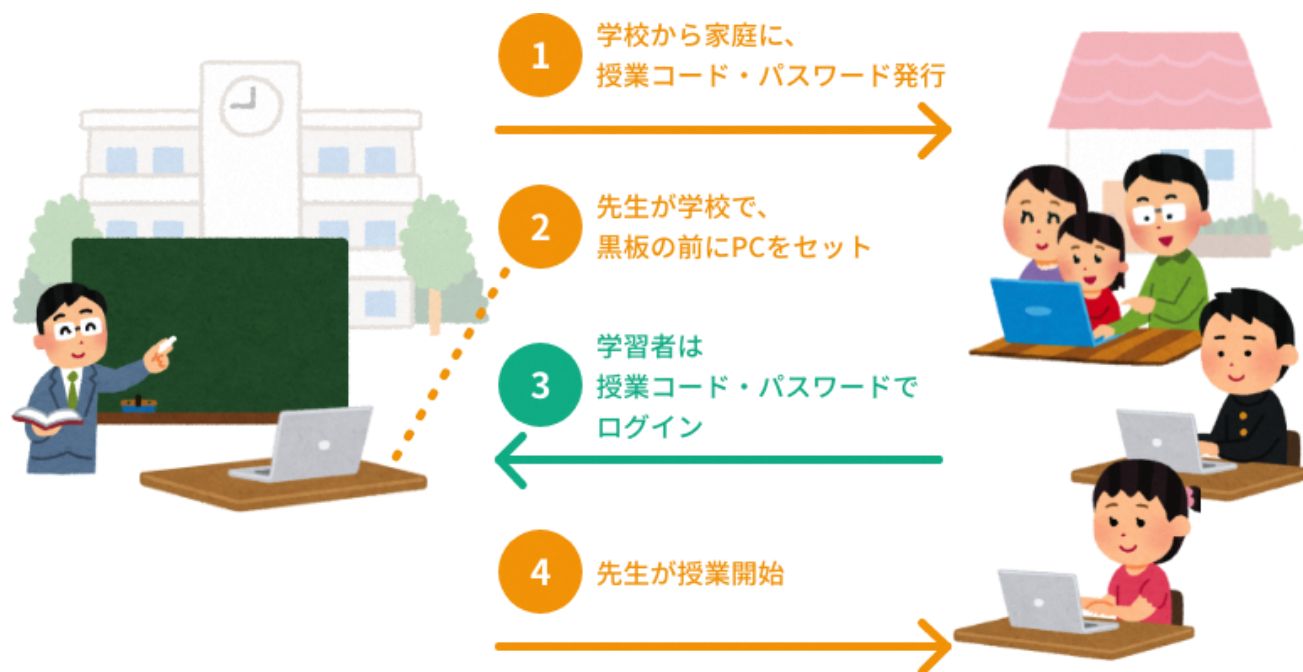 1
学校から家庭に、
授業コード・パスワード発行
2
先生が学校で、
黒板の前にPCをセット
3
学習者は
授業コード・パスワードで
ログイン
4
先生が授業開始